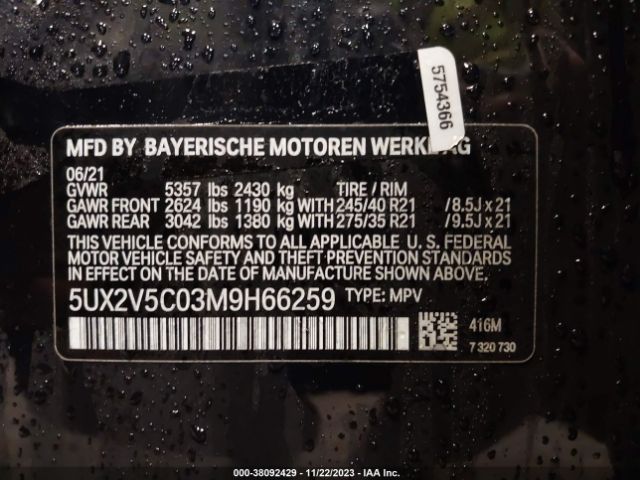 5754366
MFD BY BAYERISCHE MOTOREN WERKE AG
06/21
GVWR 5357 lbs 2430 kg TIRE / RIM
GAWR FRONT 2624 lbs 1190 kg WITH 245/40 R21 /8.5J x 21
GAWR REAR 3042 lbs 1380 kg WITH 275/35 R21 /9.5J x 21
THIS VEHICLE CONFORMS TO ALL APPLICABLE U. S. FEDERAL
MOTOR VEHICLE SAFETY AND THEFT PREVENTION STANDARDS
IN EFFECT ON THE DATE OF MANUFACTURE SHOWN ABOVE.
5UX2V5C03M9H66259 TYPE: MPV
416M
7 320 730
000-38092429 - 11/22/2023 - IAA Inc.